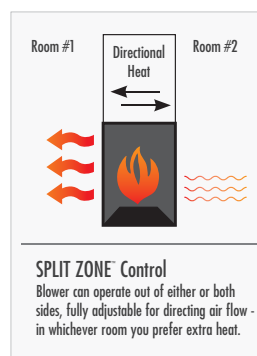 Room #1
Directional
Heat
Room #2
SPLIT ZONE™ Control
Blower can operate out of either or both
sides, fully adjustable for directing air flow -
in whichever room you prefer extra heat.